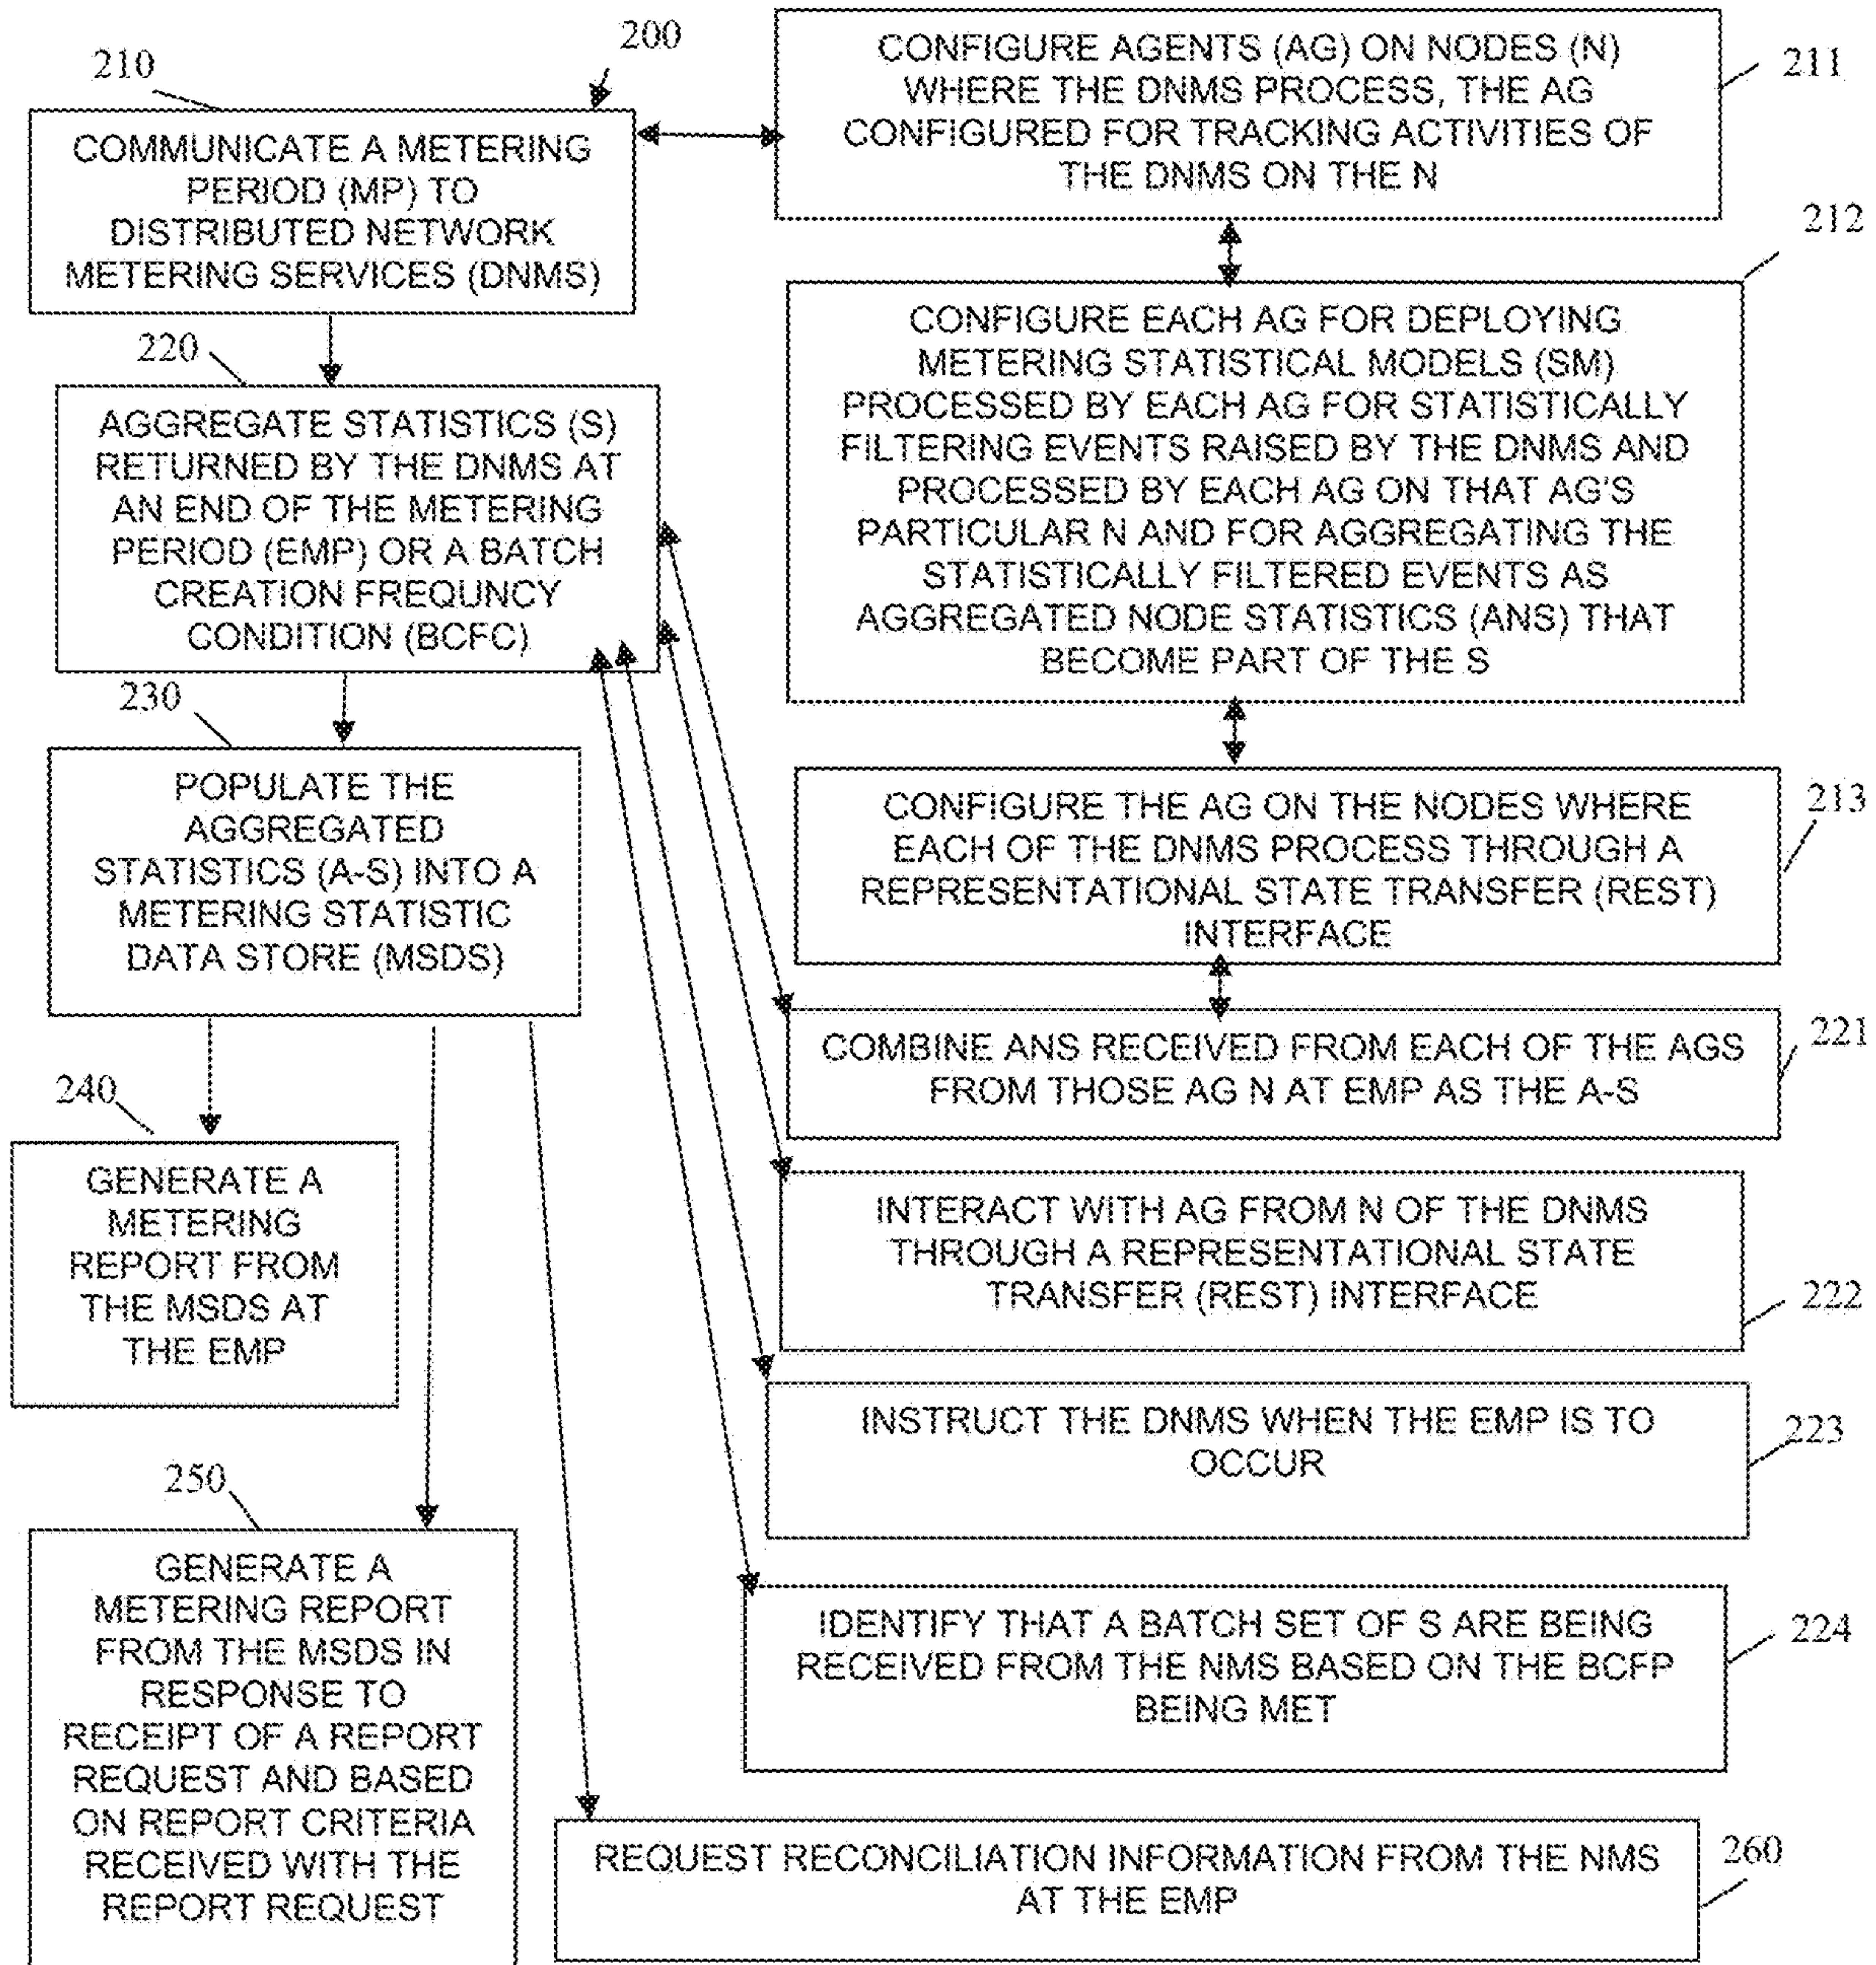 200
210
COMMUNICATE A METERING
PERIOD (MP) TO
DISTRIBUTED NETWORK
METERING SERVICES (DNMS)
CONFIGURE AGENTS (AG) ON NODES (N)
WHERE THE DNMS PROCESS, THE AG
CONFIGURED FOR TRACKING ACTIVITIES OF
THE DNMS ON THE N
211
212
CONFIGURE EACH AG FOR DEPLOYING
METERING STATISTICAL MODELS (SM)
PROCESSED BY EACH AG FOR STATISTICALLY
FILTERING EVENTS RAISED BY THE DNMS AND
PROCESSED BY EACH AG ON THAT AG'S
PARTICULAR N AND FOR AGGREGATING THE
STATISTICALLY FILTERED EVENTS AS
AGGREGATED NODE STATISTICS (ANS) THAT
BECOME PART OF THE S
220
AGGREGATE STATISTICS (S)
RETURNED BY THE DNMS AT
AN END OF THE METERING
PERIOD (EMP) OR A BATCH
CREATION FREQUNCY
CONDITION (BCFC)
230
POPULATE THE
AGGREGATED
STATISTICS (A-S) INTO A
METERING STATISTIC
DATA STORE (MSDS)
CONFIGURE THE AG ON THE NODES WHERE
EACH OF THE DNMS PROCESS THROUGH A
REPRESENTATIONAL STATE TRANSFER (REST)
INTERFACE
213
COMBINE ANS RECEIVED FROM EACH OF THE AGS
FROM THOSE AG N AT EMP AS THE A-S
221
240
GENERATE A
METERING
REPORT FROM
THE MSDS AT
THE EMP
INTERACT WITH AG FROM N OF THE DNMS
THROUGH A REPRESENTATIONAL STATE
TRANSFER (REST) INTERFACE
222
INSTRUCT THE DNMS WHEN THE EMP IS TO
OCCUR
223
250
GENERATE A
METERING REPORT
FROM THE MSDS IN
RESPONSE TO
RECEIPT OF A REPORT
REQUEST AND BASED
ON REPORT CRITERIA
RECEIVED WITH THE
REPORT REQUEST
IDENTIFY THAT A BATCH SET OF S ARE BEING
RECEIVED FROM THE NMS BASED ON THE BCFP
BEING MET
224
REQUEST RECONCILIATION INFORMATION FROM THE NMS
AT THE EMP
260